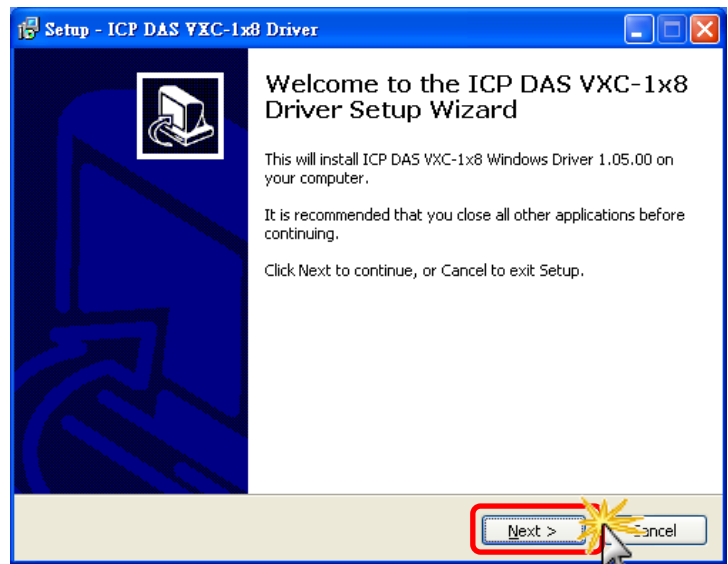 Setup - ICP DAS VXC-1x8 Driver
Welcome to the ICP DAS VXC-1x8
Driver Setup Wizard
This will install ICP DAS VXC-1x8 Windows Driver 1.05.00 on
your computer.
It is recommended that you close all other applications before
continuing.
Click Next to continue, or Cancel to exit Setup.
Next >
Cancel